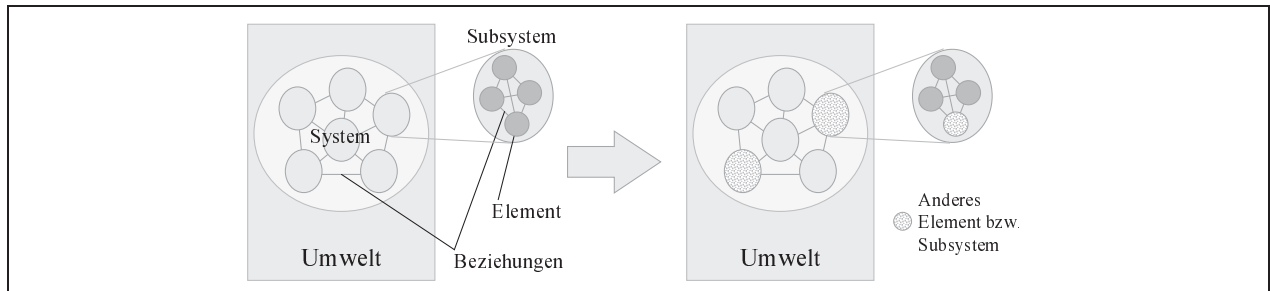 Subsystem
System
Element
Umwelt
Beziehungen
Anderes
Element bzw.
Subsystem
Umwelt